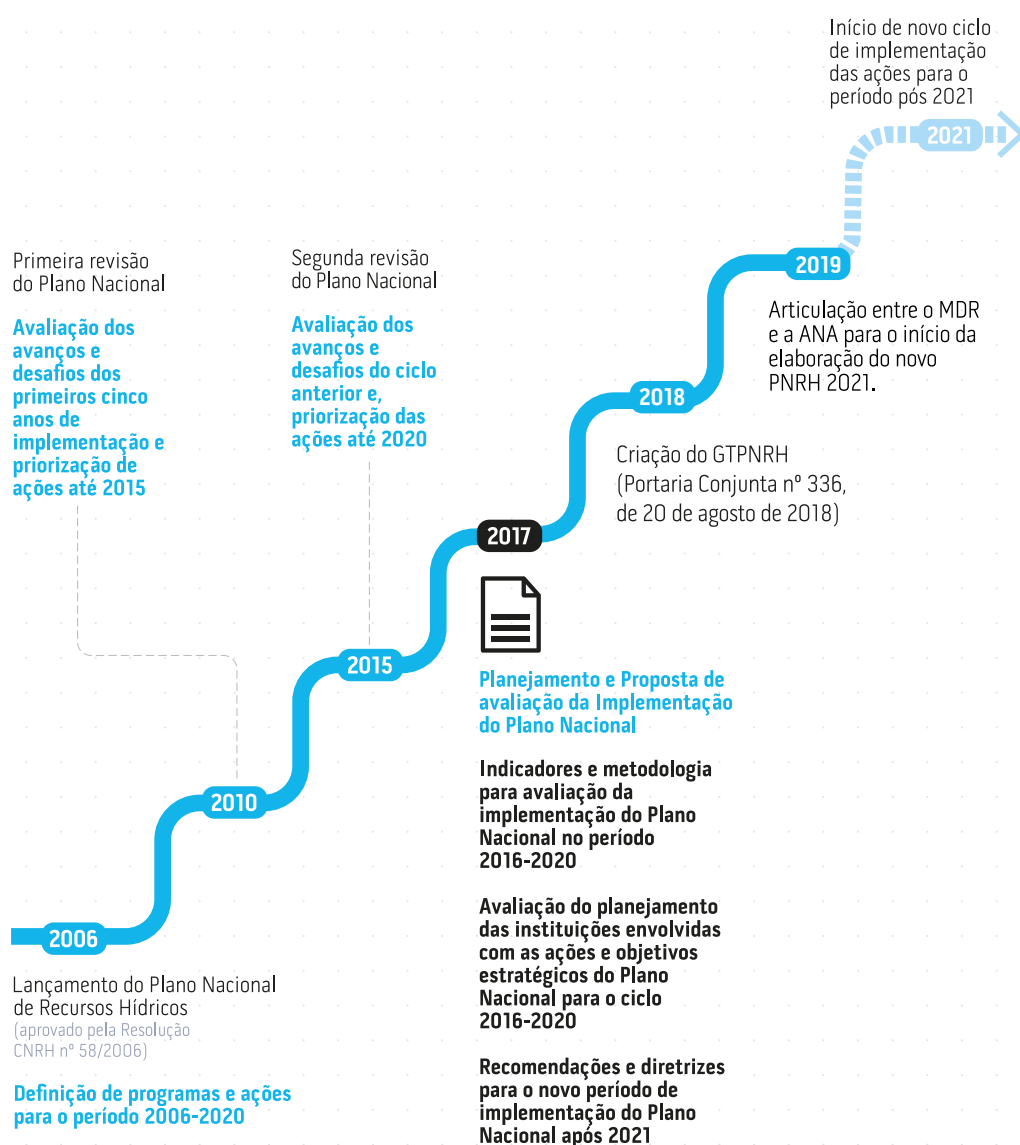 Início de novo ciclo
de implementação
das ações para o
período pós 2021
2021
2019
Articulação entre o MDR
e a ANA para o início da
elaboração do novo
PNRH 2021.
2018
Criação do GTPNRH
(Portaria Conjunta nº 336,
de 20 de agosto de 2018)
Primeira revisão
do Plano Nacional
Avaliação dos
avanços e
desafios dos
primeiros cinco
anos de
implementação e
priorização de
ações até 2015
Segunda revisão
do Plano Nacional
Avaliação dos
avanços e
desafios do ciclo
anterior e,
priorização das
ações até 2020
2017
Planejamento e Proposta de
avaliação da Implementação
do Plano Nacional
Indicadores e metodologia
para avaliação da
implementação do Plano
Nacional no período
2016-2020
Avaliação do planejamento
das instituições envolvidas
com as ações e objetivos
estratégicos do Plano
Nacional para o ciclo
2016-2020
Recomendações e diretrizes
para o novo período de
implementação do Plano
Nacional após 2021
2015
2010
2006
Lançamento do Plano Nacional
de Recursos Hídricos
(aprovado pela Resolução
CNRH nº 58/2006)
Definição de programas e ações
para o período 2006-2020